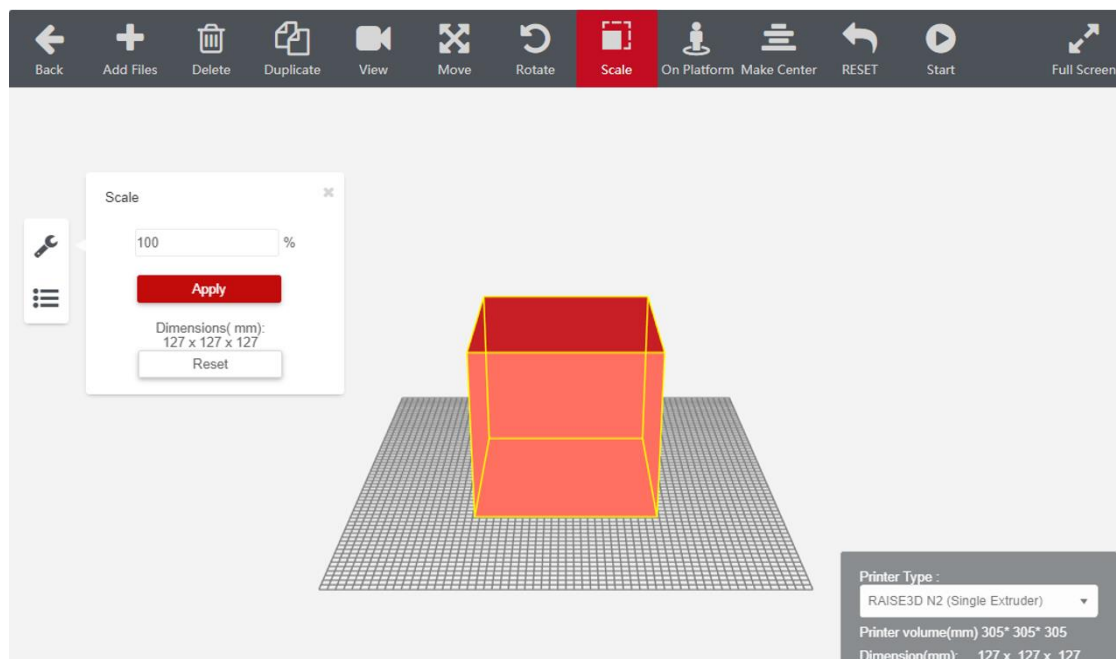 Back Add Files Delete Duplicate View Move Rotate Scale On Platform Make Center RESET Start Full Screen
Scale
100 %
Apply
Dimensions( mm):
127 x 127 x 127
Reset
Printer Type :
RAISE3D N2 (Single Extruder)
Printer volume(mm) 305* 305* 305
Dimension(mm): 127 x 127 x 127